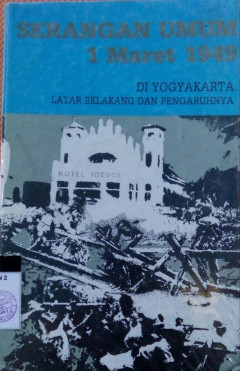 SERANGAN UMUM
1 Maret 1949
DI YOGYAKARTA
LATAR BELAKANG DAN PENGARUHNYA
HOTEL TOEGOE